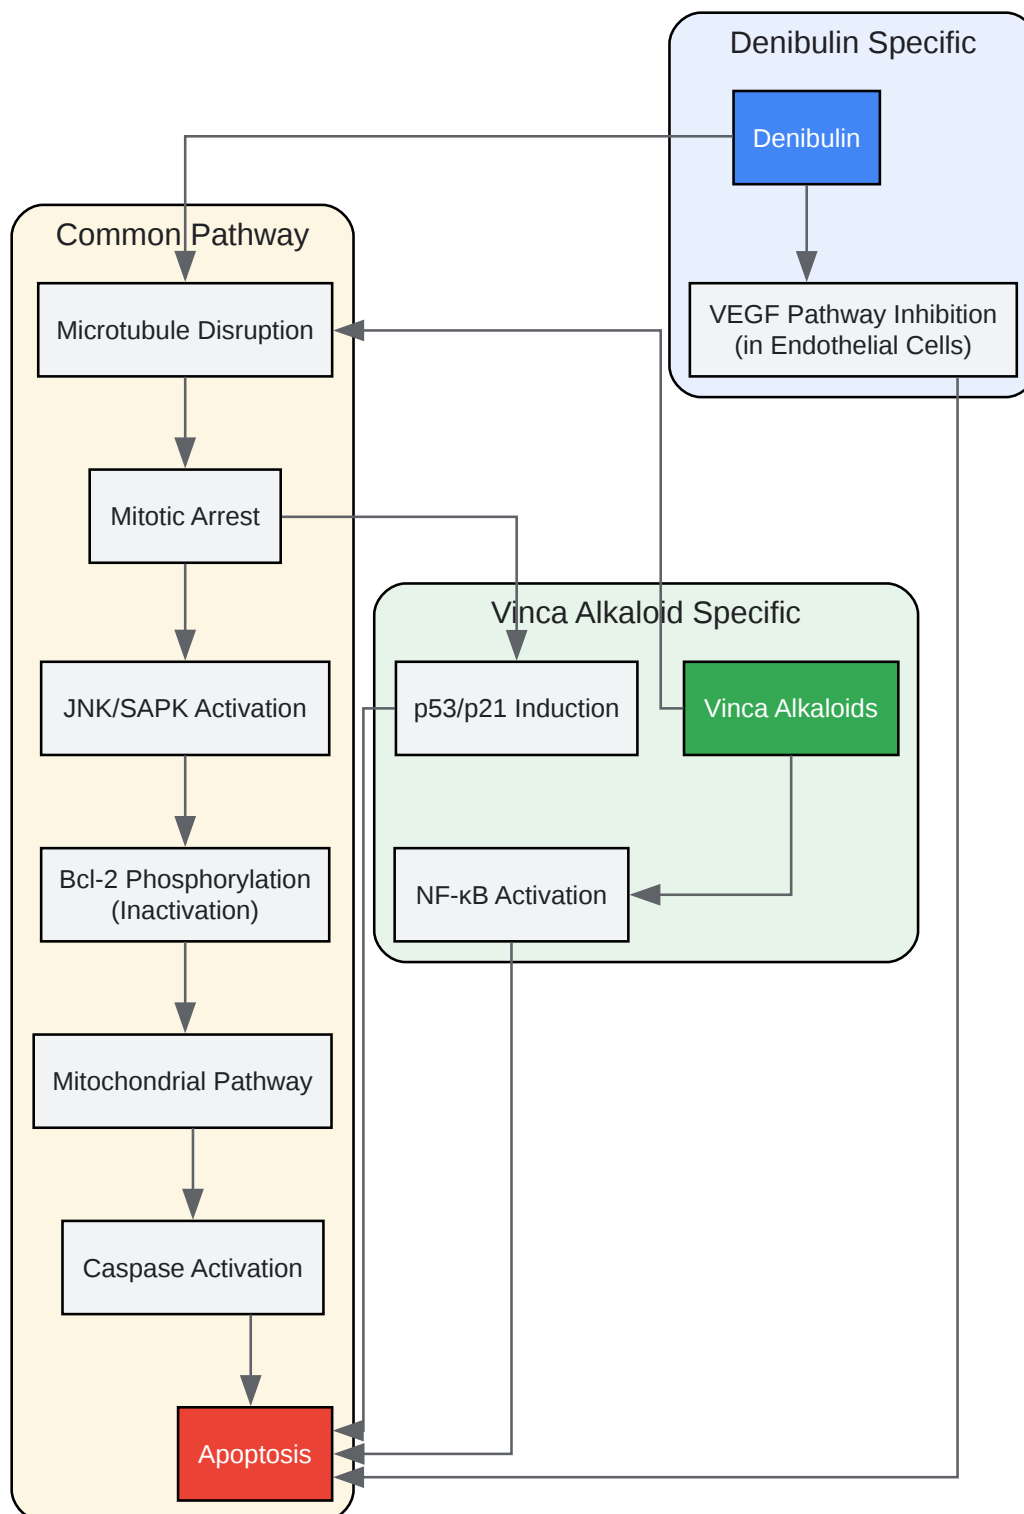 Denibulin Specific
Denibulin
Common Pathway
Microtubule Disruption
VEGF Pathway Inhibition
(in Endothelial Cells)
Mitotic Arrest
Vinca Alkaloid Specific
JNK/SAPK Activation
p53/p21 Induction
Vinca Alkaloids
Bcl-2 Phosphorylation
(Inactivation)
NF-κB Activation
Mitochondrial Pathway
Caspase Activation
Apoptosis